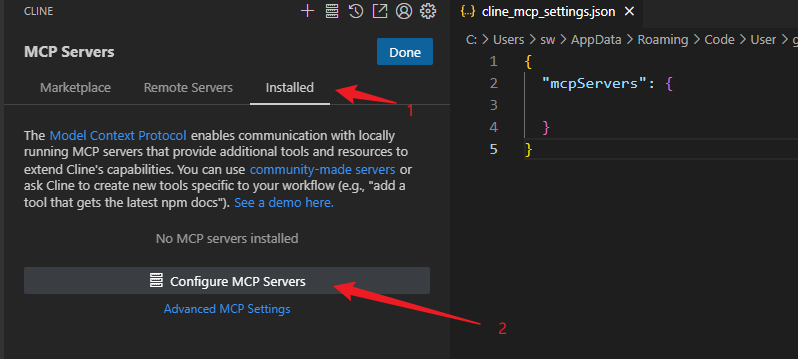 CLINE
MCP Servers
Done
Marketplace
Remote Servers
Installed
1
The Model Context Protocol enables communication with locally
running MCP servers that provide additional tools and resources to
extend Cline's capabilities. You can use community-made servers or
ask Cline to create new tools specific to your workflow (e.g., "add a
tool that gets the latest npm docs"). See a demo here.
No MCP servers installed
Configure MCP Servers
Advanced MCP Settings
2
{..} cline_mcp_settings.json ×
C: > Users > sw > AppData > Roaming > Code > User > g
1 {
2 "mcpServers": {
3
4 }
5 }